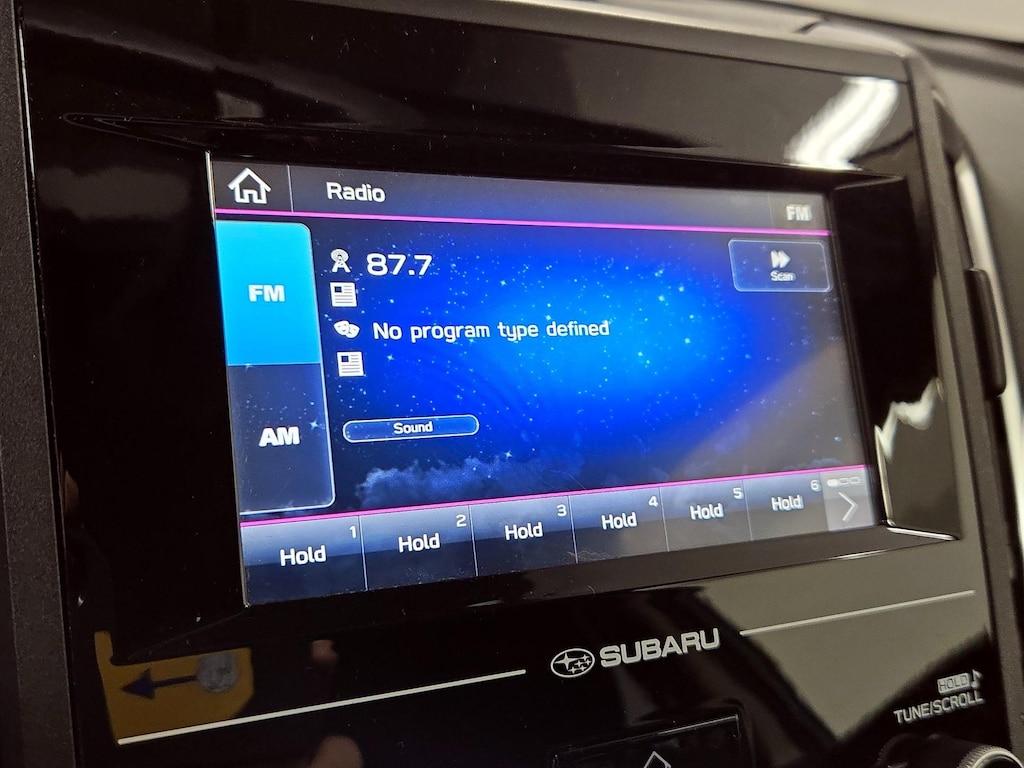 Radio
FM
FM
87.7
Scan
No program type defined
AM
Sound
1 2 3 4 5 6
Hold Hold Hold Hold Hold Hold
SUBARU
HOLD
TUNE/SCROLL